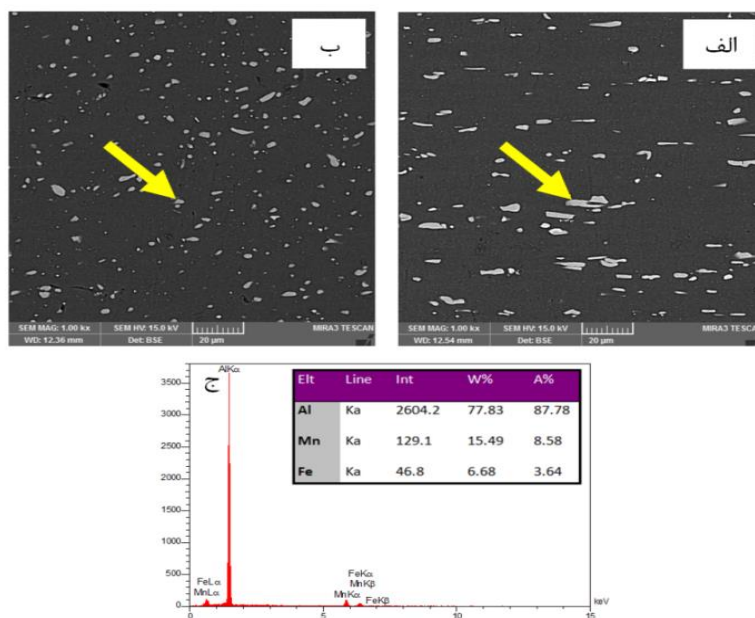 الف
ب
SEM MAG: 1.00 kx SEM HV: 15.0 kV MIRA3 TESCAN
WD: 12.54 mm Det: BSE 20 µm
SEM MAG: 1.00 kx SEM HV: 15.0 kV MIRA3 TESCAN
WD: 12.36 mm Det: BSE 20 µm
ج
AlKα
3500
3000
2500
2000
1500
1000
500
0
FeLα
MnLα
FeKα
MnKβ
MnKα
FeKβ
0 5 10 15 keV
Elt Line Int W% A%
Al Ka 2604.2 77.83 87.78
Mn Ka 129.1 15.49 8.58
Fe Ka 46.8 6.68 3.64